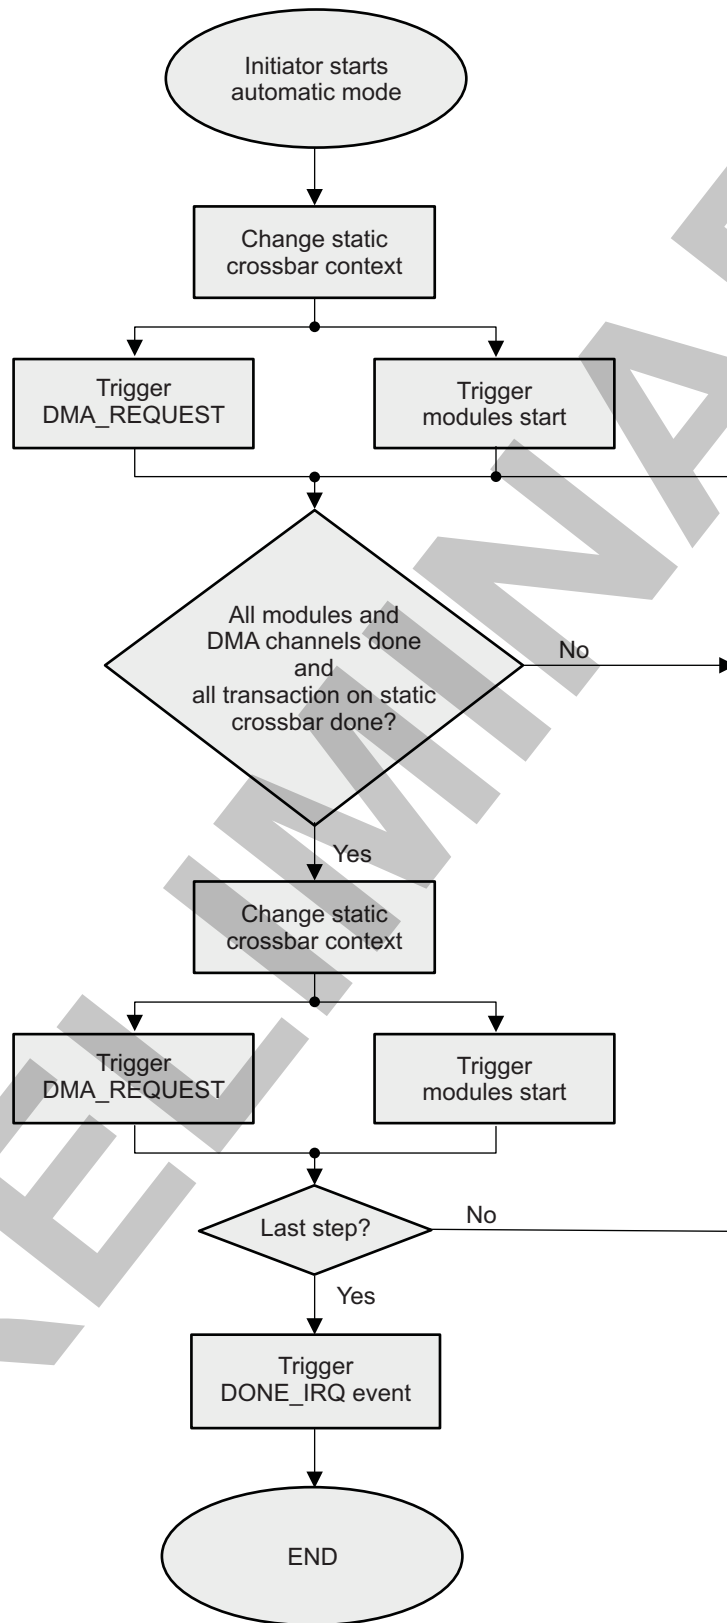 Initiator starts
automatic mode
Change static
crossbar context
Trigger
DMA_REQUEST
Trigger
modules start
All modules and
DMA channels done
and
all transaction on static
crossbar done?
No
Yes
Change static
crossbar context
Trigger
DMA_REQUEST
Trigger
modules start
Last step?
No
Yes
Trigger
DONE_IRQ event
END